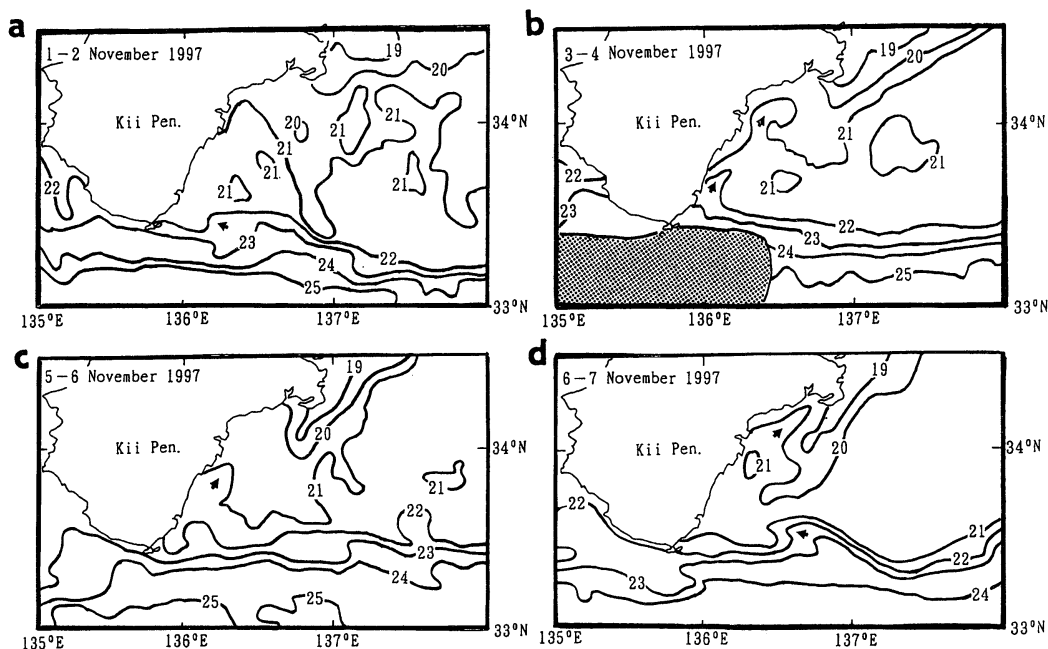 a
1-2 November 1997
Kii Pen.
19
20
20
21
21
21
21
21
22
22
23
24
25
34°N
33°N
135°E
136°E
137°E
b
3-4 November 1997
Kii Pen.
19
20
21
21
21
22
22
23
23
24
25
34°N
33°N
135°E
136°E
137°E
c
5-6 November 1997
Kii Pen.
19
20
21
21
22
23
24
25
25
34°N
33°N
135°E
136°E
137°E
d
6-7 November 1997
Kii Pen.
19
20
21
21
22
22
23
24
34°N
33°N
135°E
136°E
137°E